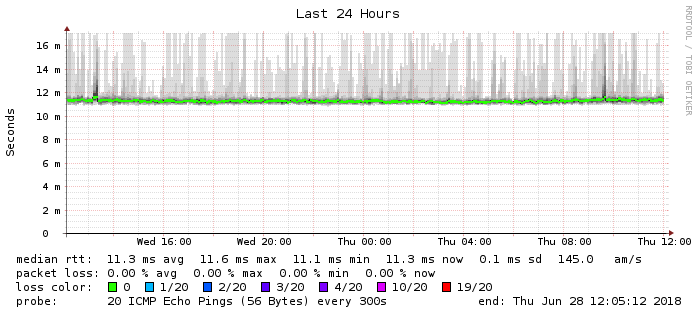 Last 24 Hours
RRDTOOL / TOBI OETIKER
Seconds
16 m
14 m
12 m
10 m
8 m
6 m
4 m
2 m
0
Wed 16:00 Wed 20:00 Thu 00:00 Thu 04:00 Thu 08:00 Thu 12:00
median rtt: 11.3 ms avg 11.6 ms max 11.1 ms min 11.3 ms now 0.1 ms sd 145.0 am/s
packet loss: 0.00 % avg 0.00 % max 0.00 % min 0.00 % now
loss color: 0 1/20 2/20 3/20 4/20 10/20 19/20
probe: 20 ICMP Echo Pings (56 Bytes) every 300s end: Thu Jun 28 12:05:12 2018